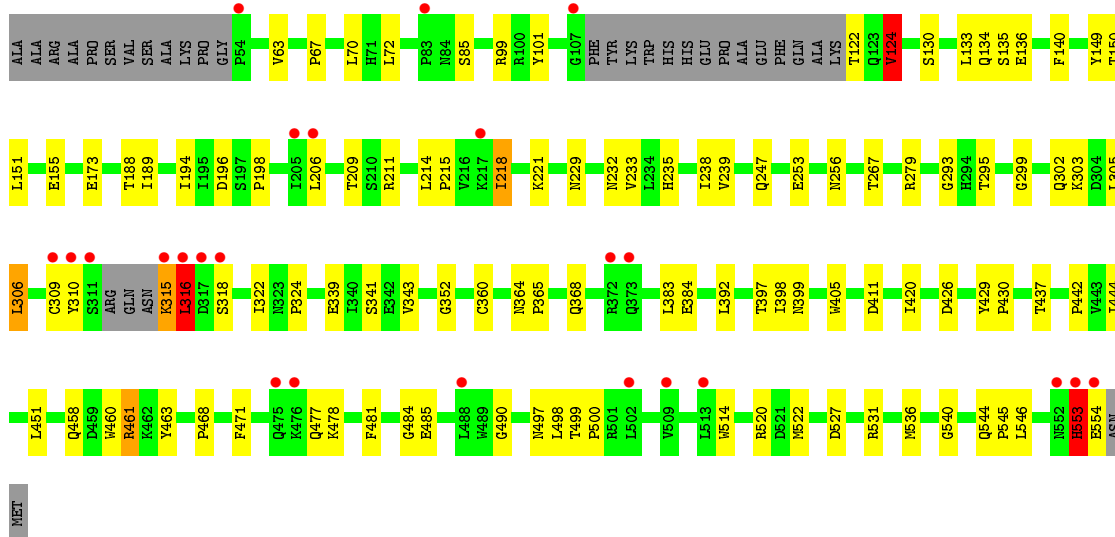 ALA ALA ARG ALA PRO SER VAL SER ALA LYS PRO GLY P54 V63 P67 L70 H71 L72 P83 N84 S85 R99 R100 Y101 G107 PHE TYR LYS TRP HIS HIS GLU PRO ALA GLU PHE GLN ALA LYS T122 Q123 V124 S130 L133 Q134 S135 E136 F140 Y149 T150
L151 E155 E173 T188 I189 I194 I195 D196 S197 P198 I205 L206 T209 S210 R211 L214 P215 V216 K217 I218 K221 N229 N232 V233 L234 H235 I238 V239 Q247 E253 N256 T267 R279 G293 H294 T295 G299 Q302 K303 D304 L305
L306 C309 Y310 S311 ARG GLN ASN K315 L316 D317 S318 I322 N323 P324 E339 I340 S341 E342 V343 G352 C360 N364 P365 Q368 R372 Q373 L383 E384 L392 T397 I398 N399 W405 D411 I420 D426 Y429 P430 T437 P442 V443
L451 Q458 D459 W460 R461 K462 Y463 P468 F471 Q475 K476 Q477 K478 F481 G484 E485 L488 W489 G490 N497 L498 T499 P500 R501 L502 V509 L513 W514 R520 D521 M522 D527 R531 M536 G540 Q544 P545 L546 N552 H553 E554 ASN
MET